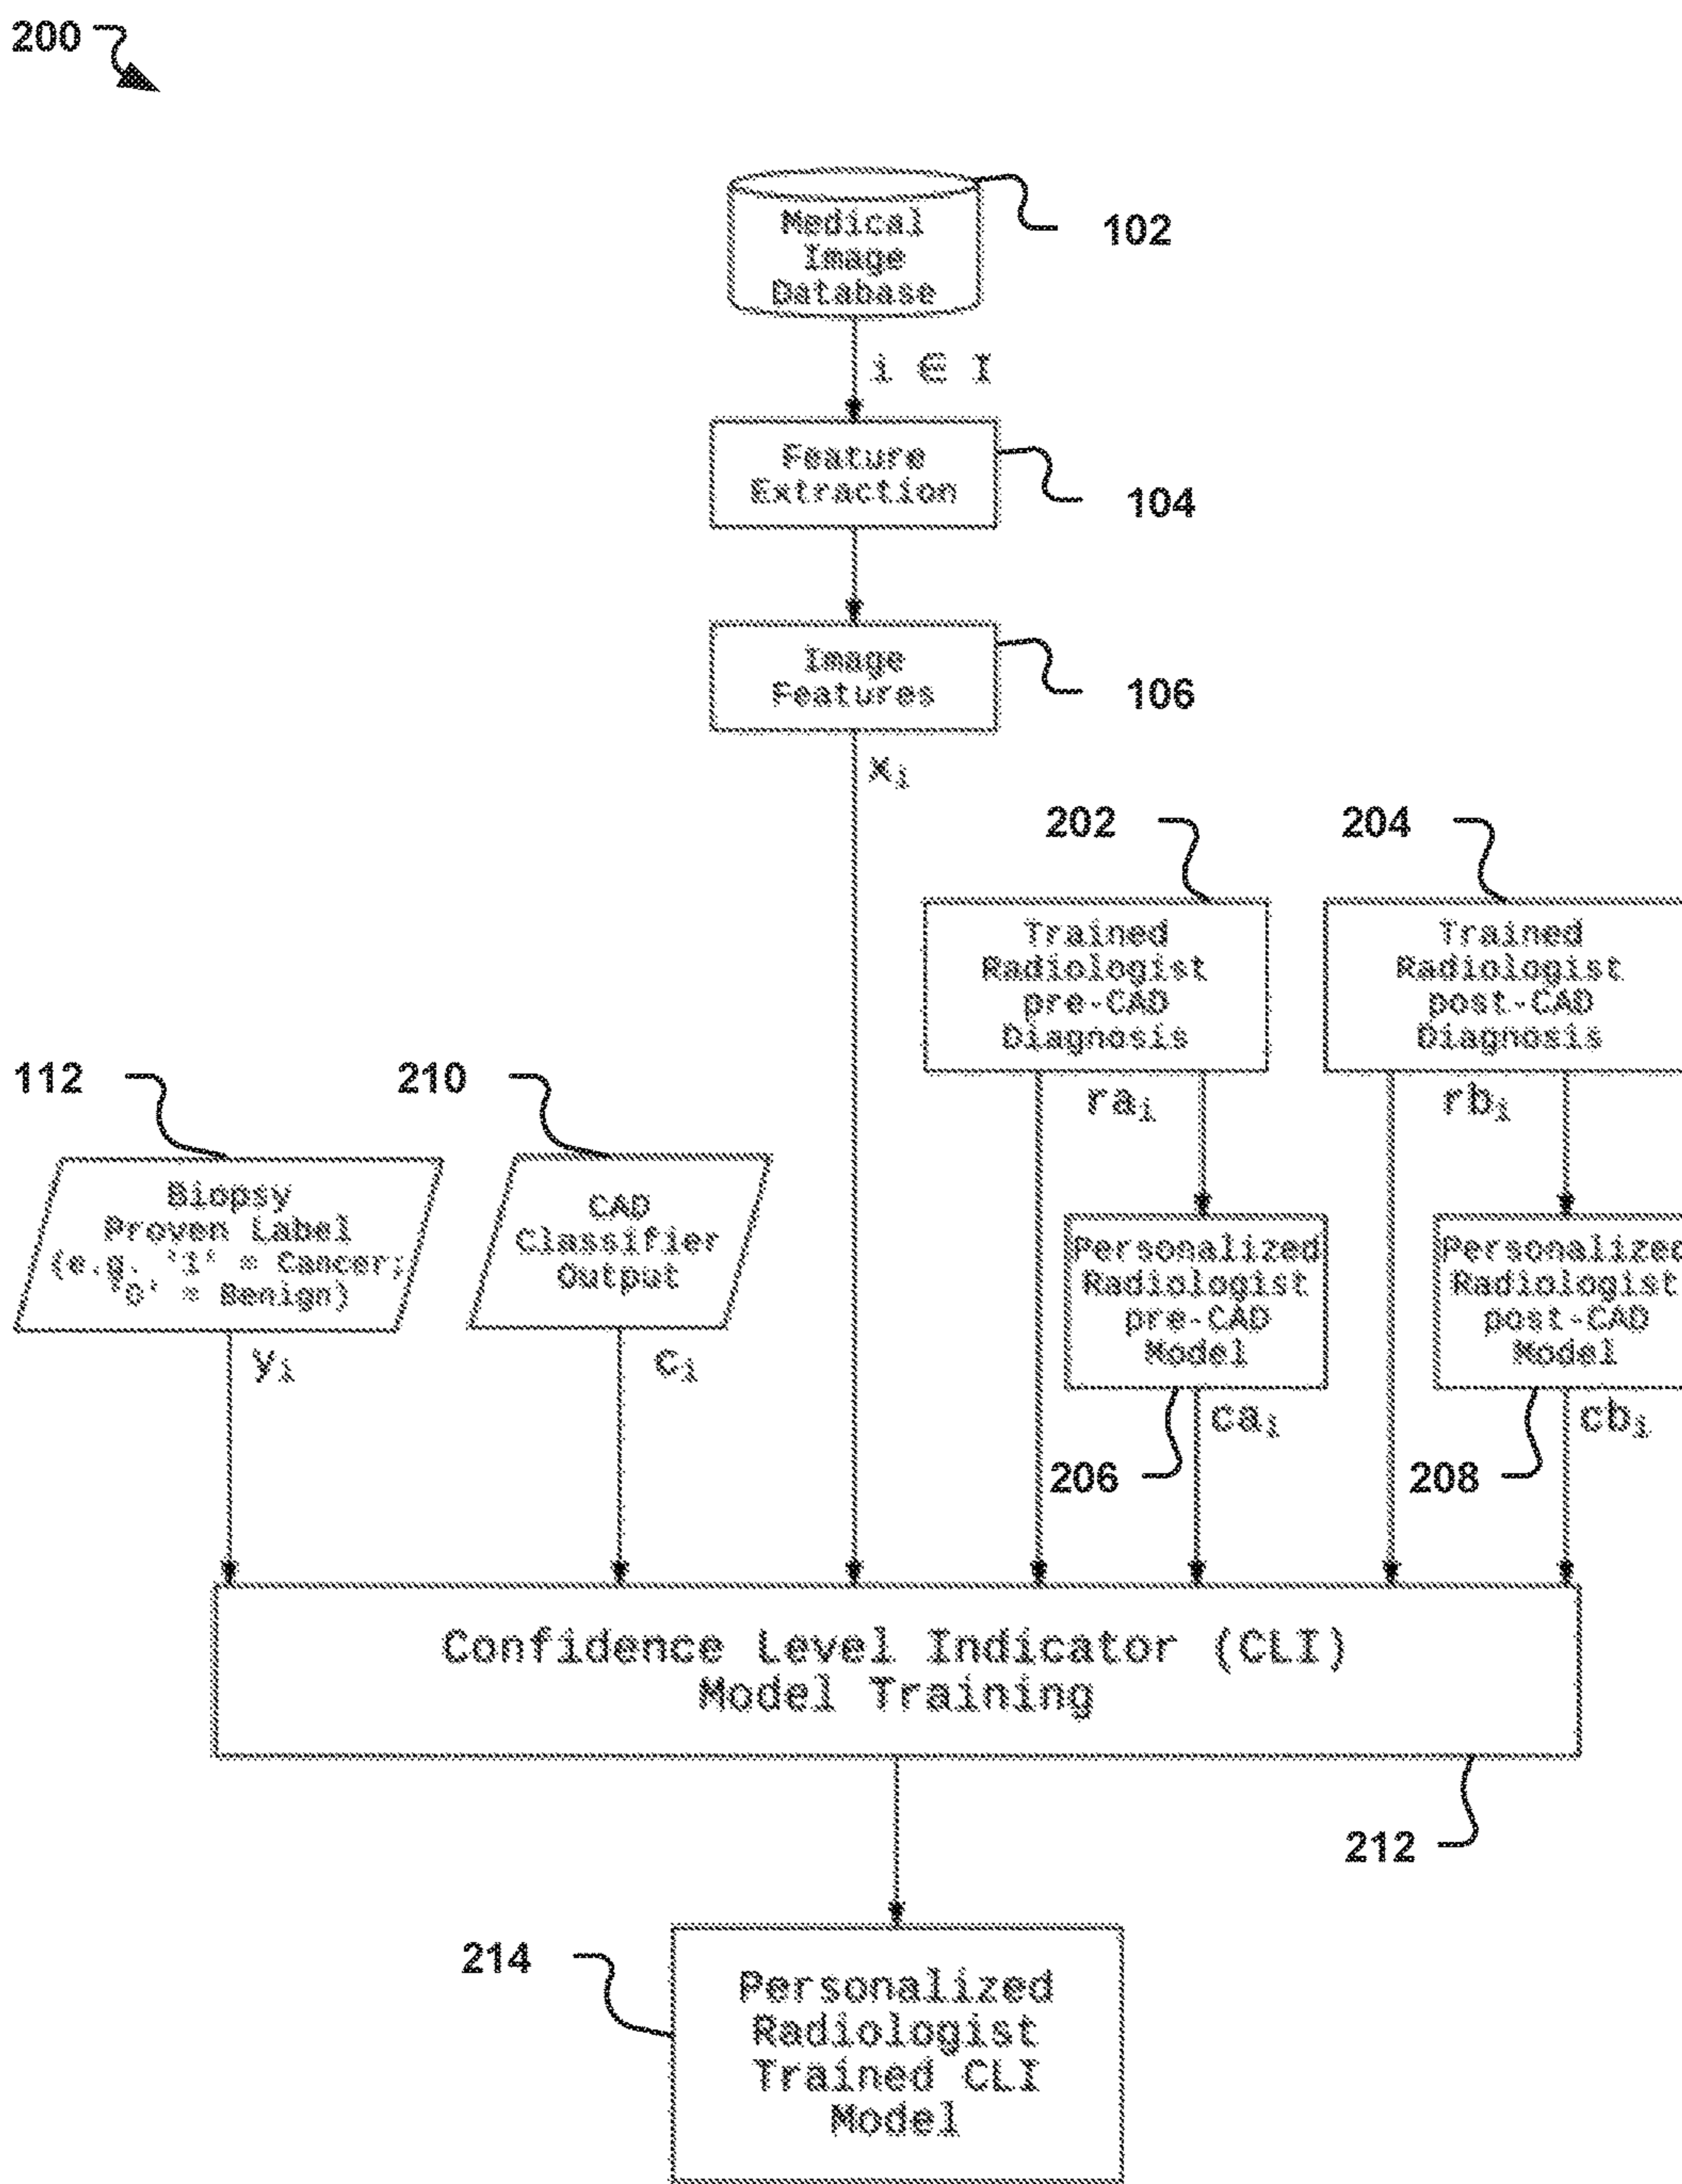 200
Medical
Image
Database
102
i ∈ I
Feature
Extraction
104
Image
Features
106
xᵢ
202
204
Trained
Radiologist
pre-CAD
Diagnosis
Trained
Radiologist
post-CAD
Diagnosis
raᵢ
rbᵢ
112
210
Biopsy
Proven Label
(e.g. '1' = Cancer;
'0' = Benign)
CAD
Classifier
Output
Personalized
Radiologist
pre-CAD
Model
Personalized
Radiologist
post-CAD
Model
yᵢ
cᵢ
caᵢ
cbᵢ
206
208
Confidence Level Indicator (CLI)
Model Training
212
214
Personalized
Radiologist
Trained CLI
Model